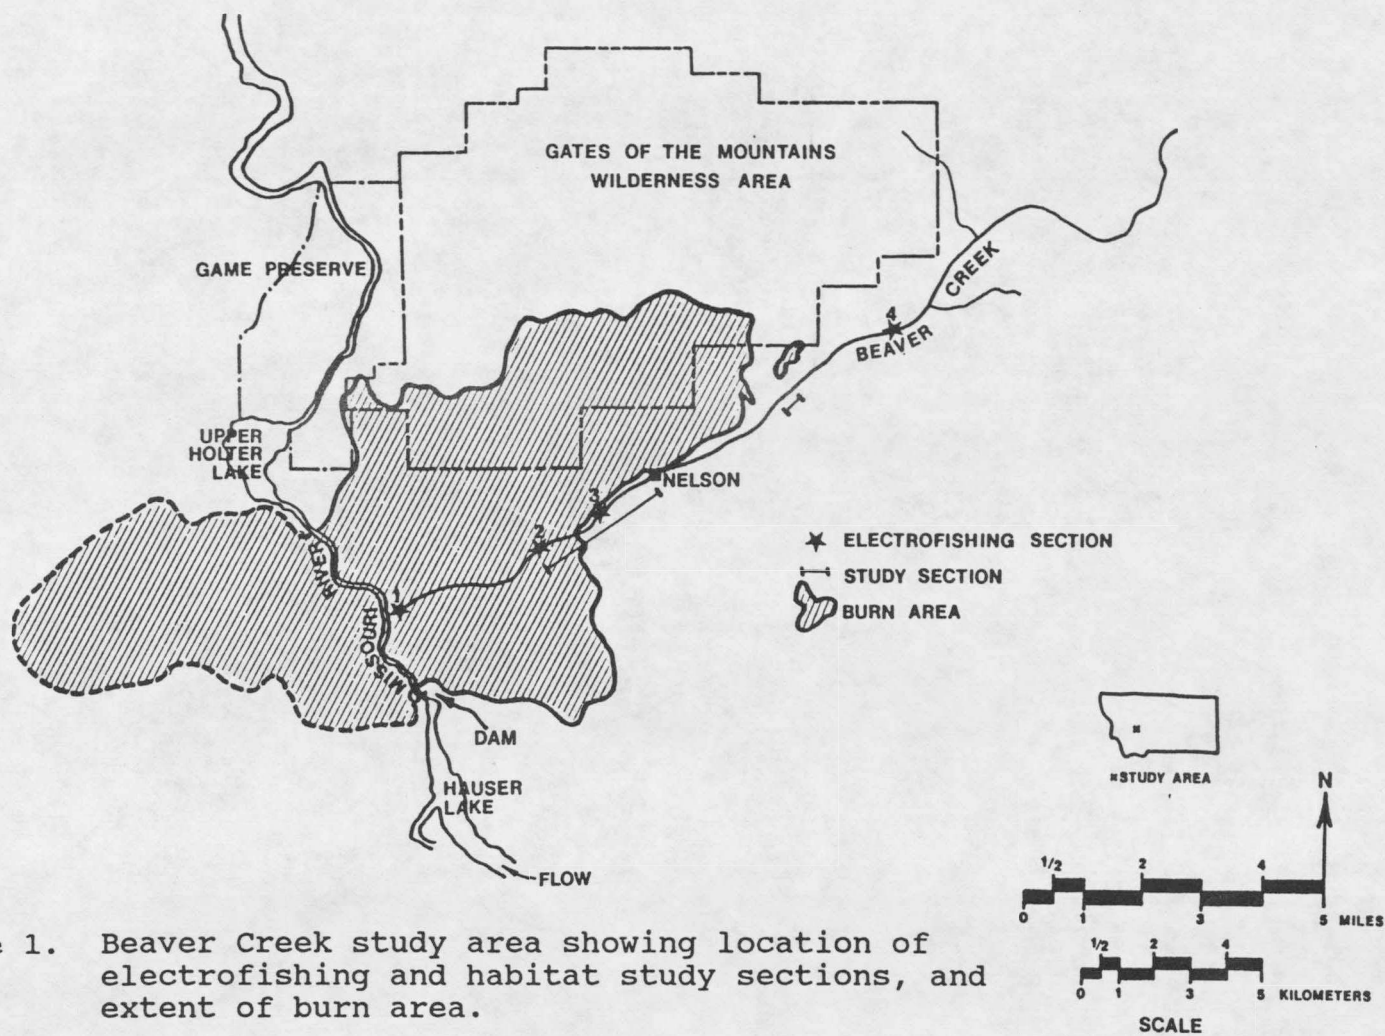 GATES OF THE MOUNTAINS
WILDERNESS AREA
GAME PRESERVE
CREEK
4
BEAVER
UPPER
HOLTER
LAKE
NELSON
3
2
1
RIVER
MISSOURI
ELECTROFISHING SECTION
STUDY SECTION
BURN AREA
DAM
HAUSER
LAKE
FLOW
STUDY AREA
N
1/2 2 4
0 1 3 5 MILES
1/2 2 4
0 1 3 5 KILOMETERS
SCALE
e 1. Beaver Creek study area showing location of
electrofishing and habitat study sections, and
extent of burn area.